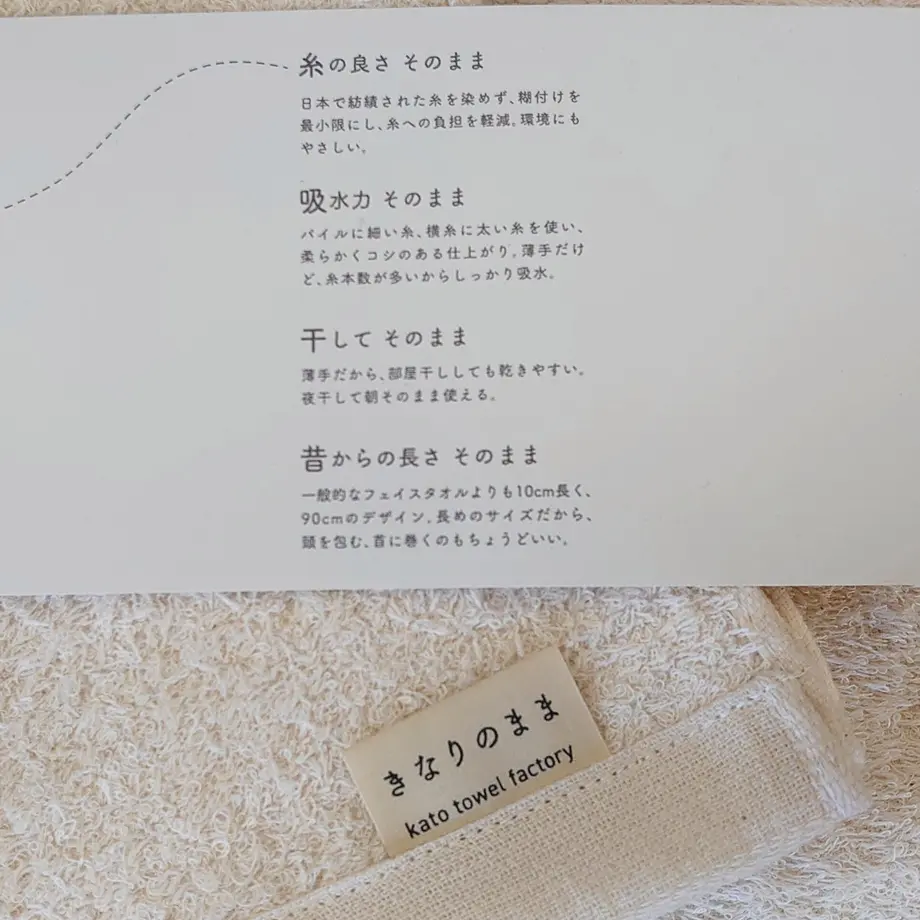 糸の良さ そのまま
日本で紡績された糸を染めず、糊付けを
最小限にし、糸への負担を軽減。環境にも
やさしい。
吸水力 そのまま
パイルに細い糸、横糸に太い糸を使い、
柔らかくコシのある仕上がり。薄手だけ
ど、糸本数が多いからしっかり吸水。
干して そのまま
薄手だから、部屋干ししても乾きやすい。
夜干して朝そのまま使える。
昔からの長さ そのまま
一般的なフェイスタオルよりも10cm長く、
90cmのデザイン。長めのサイズだから、
頭を包む、首に巻くのもちょうどいい。
きなりのまま
kato towel factory